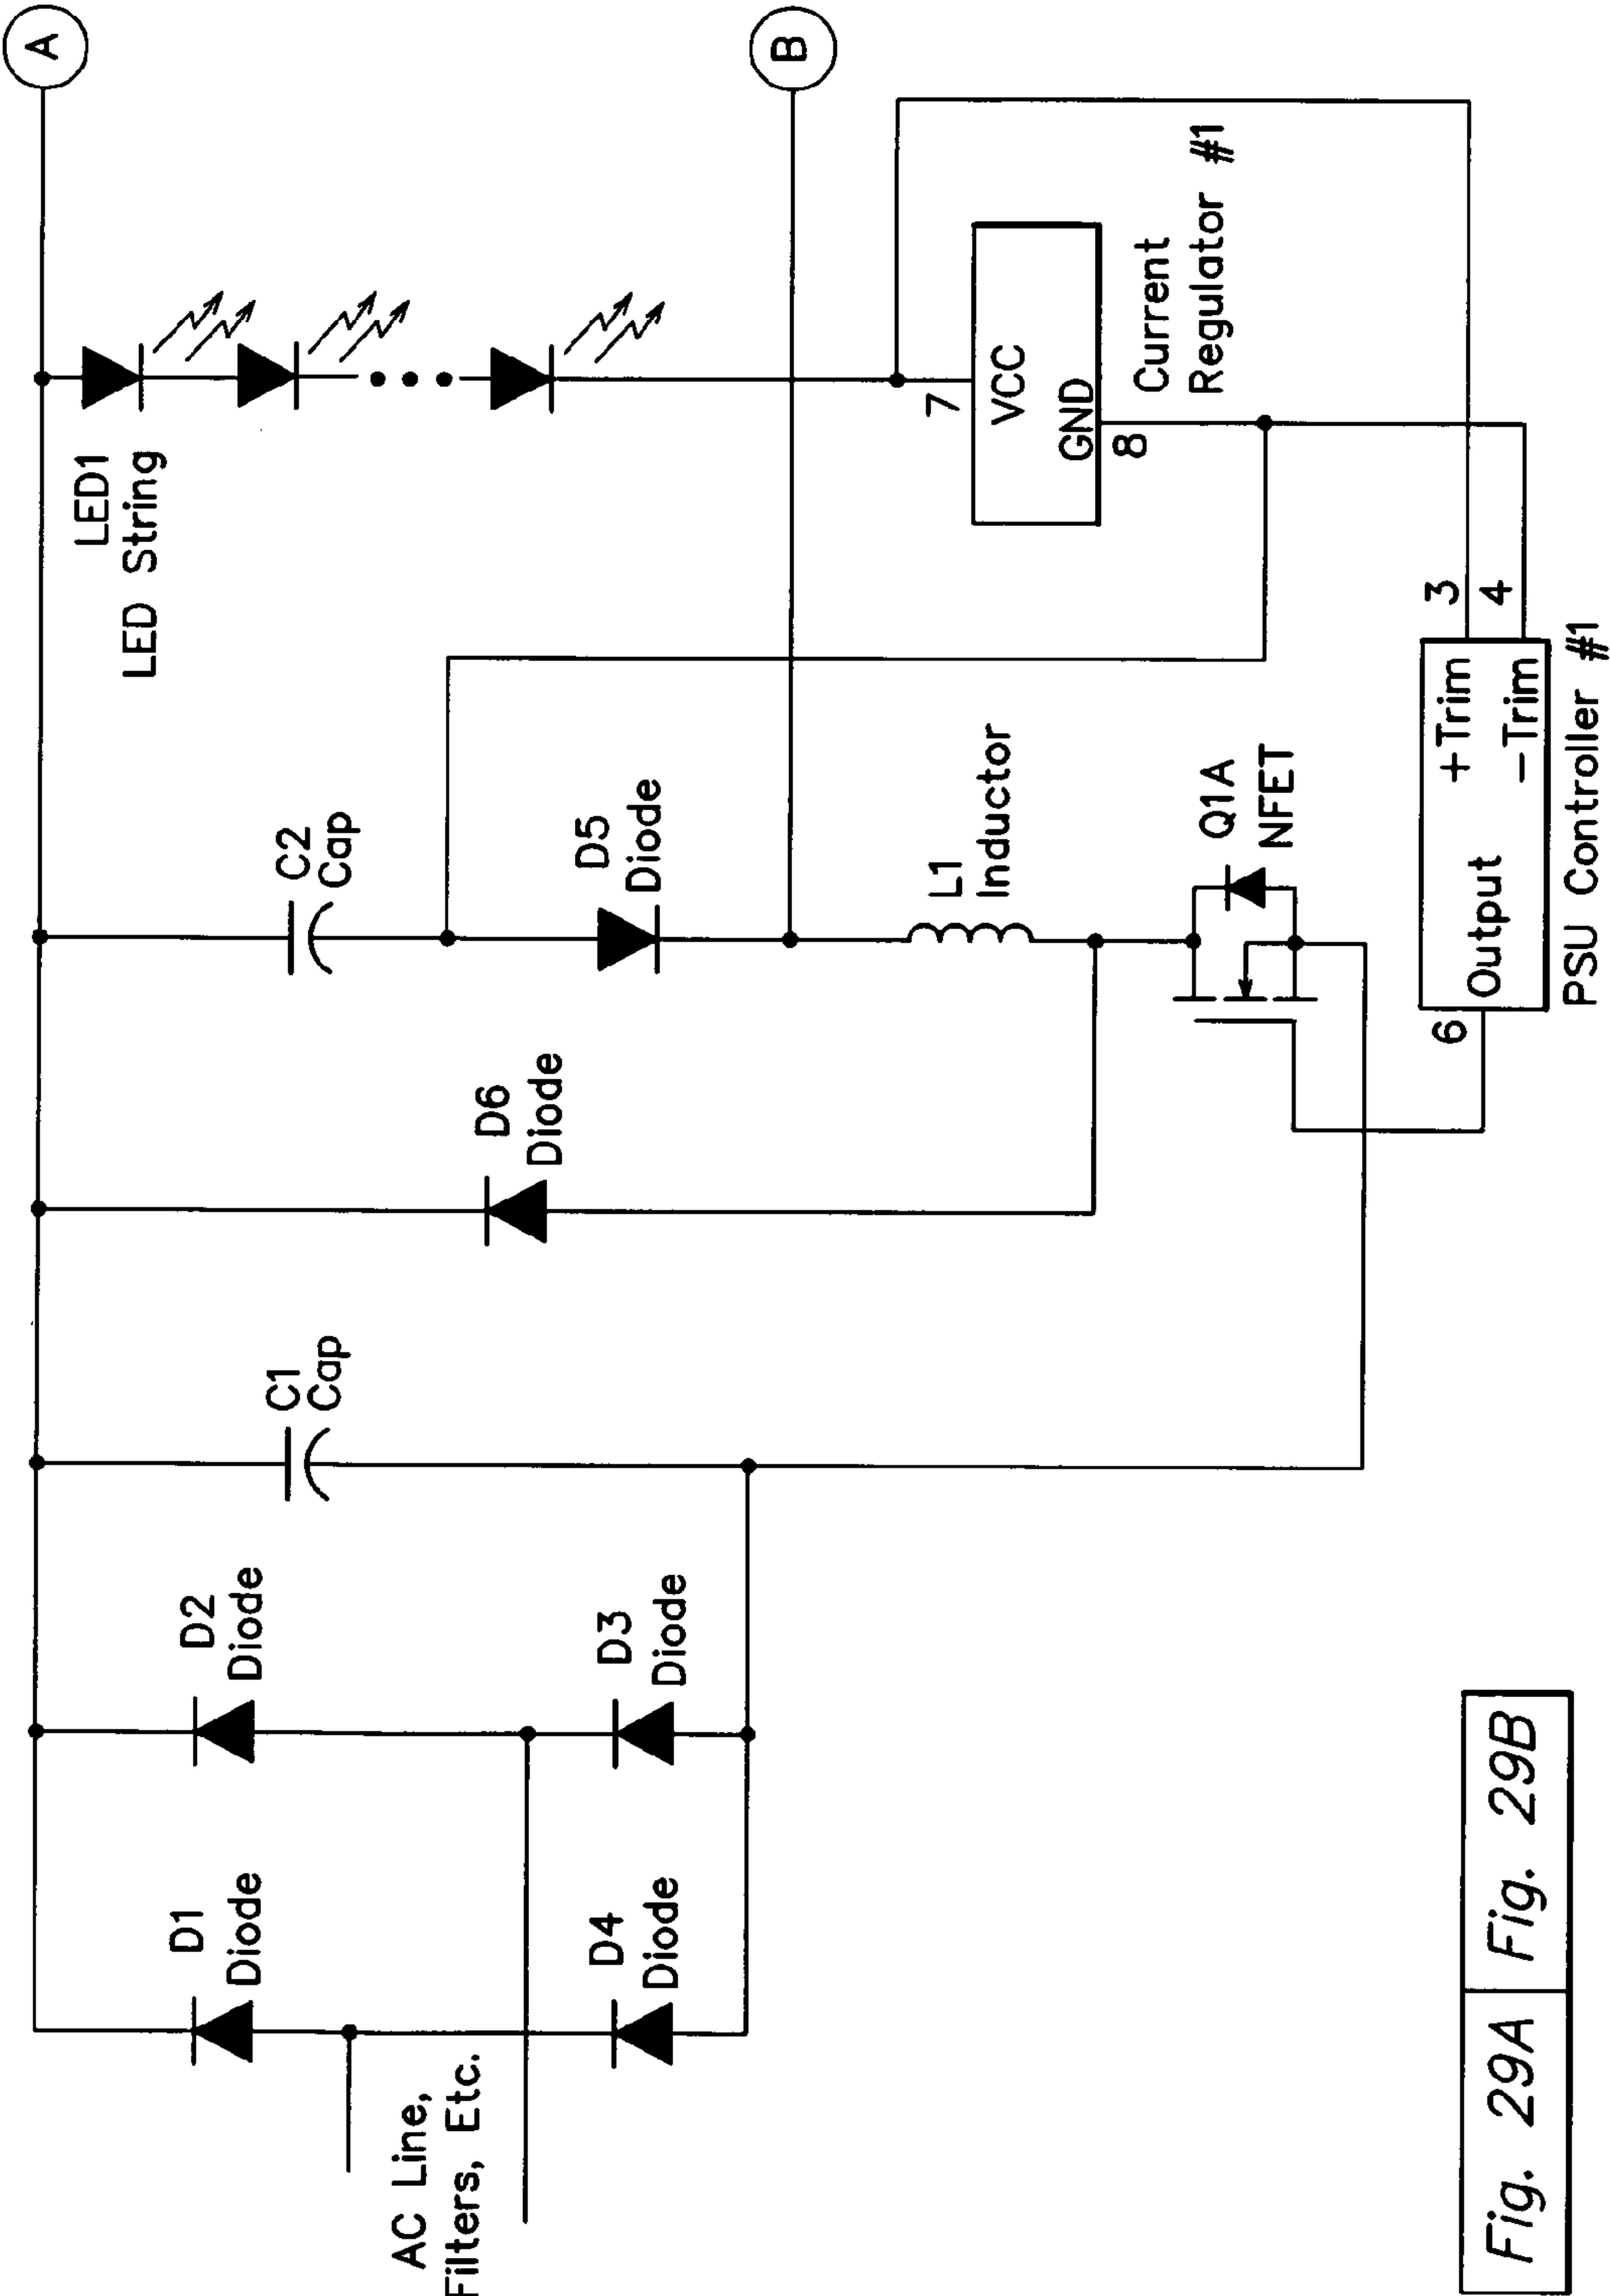 A
LED1
LED String
C2
Cap
D6
Diode
C1
Cap
D2
Diode
D1
Diode
AC Line,
Filters, Etc.
D5
Diode
D3
Diode
D4
Diode
B
L1
Inductor
7
VCC
GND
8
Current
Regulator #1
Q1A
NFET
3
4
+Trim
−Trim
Output
6
PSU Controller #1
Fig. 29A
Fig. 29B